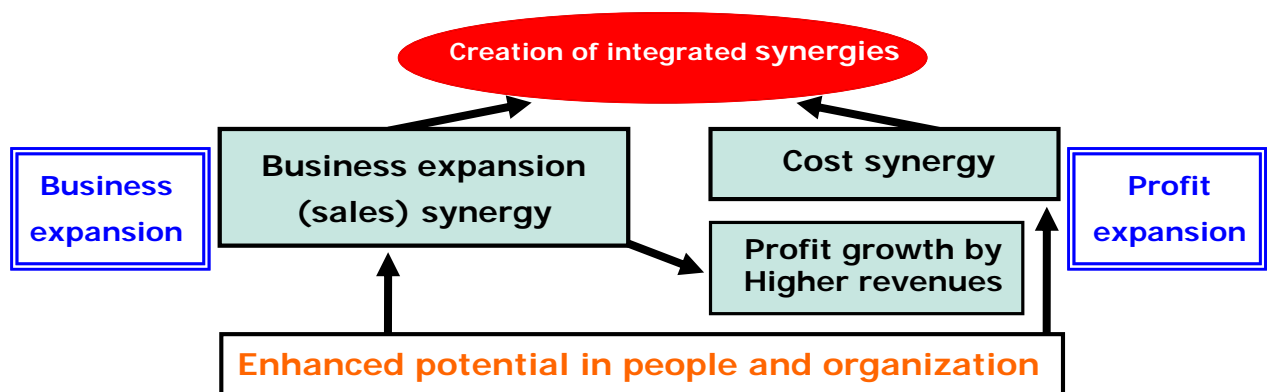 Creation of integrated synergies
Business expansion
(sales) synergy
Cost synergy
Business
expansion
Profit
expansion
Profit growth by
Higher revenues
Enhanced potential in people and organization